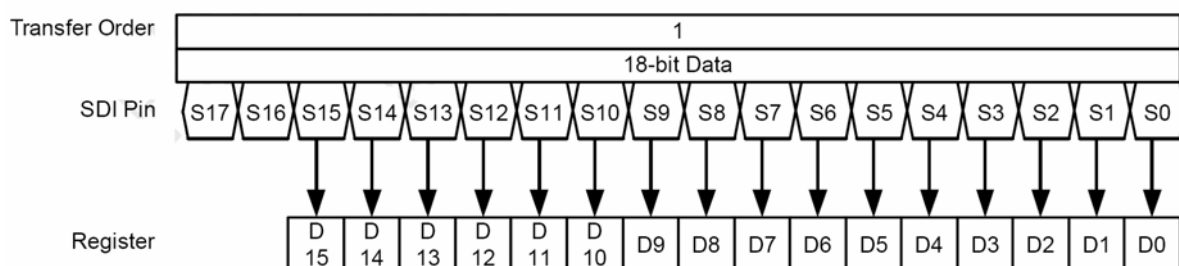 Transfer Order 1
18-bit Data
SDI Pin S17 S16 S15 S14 S13 S12 S11 S10 S9 S8 S7 S6 S5 S4 S3 S2 S1 S0
Register D 15 D 14 D 13 D 12 D 11 D 10 D9 D8 D7 D6 D5 D4 D3 D2 D1 D0